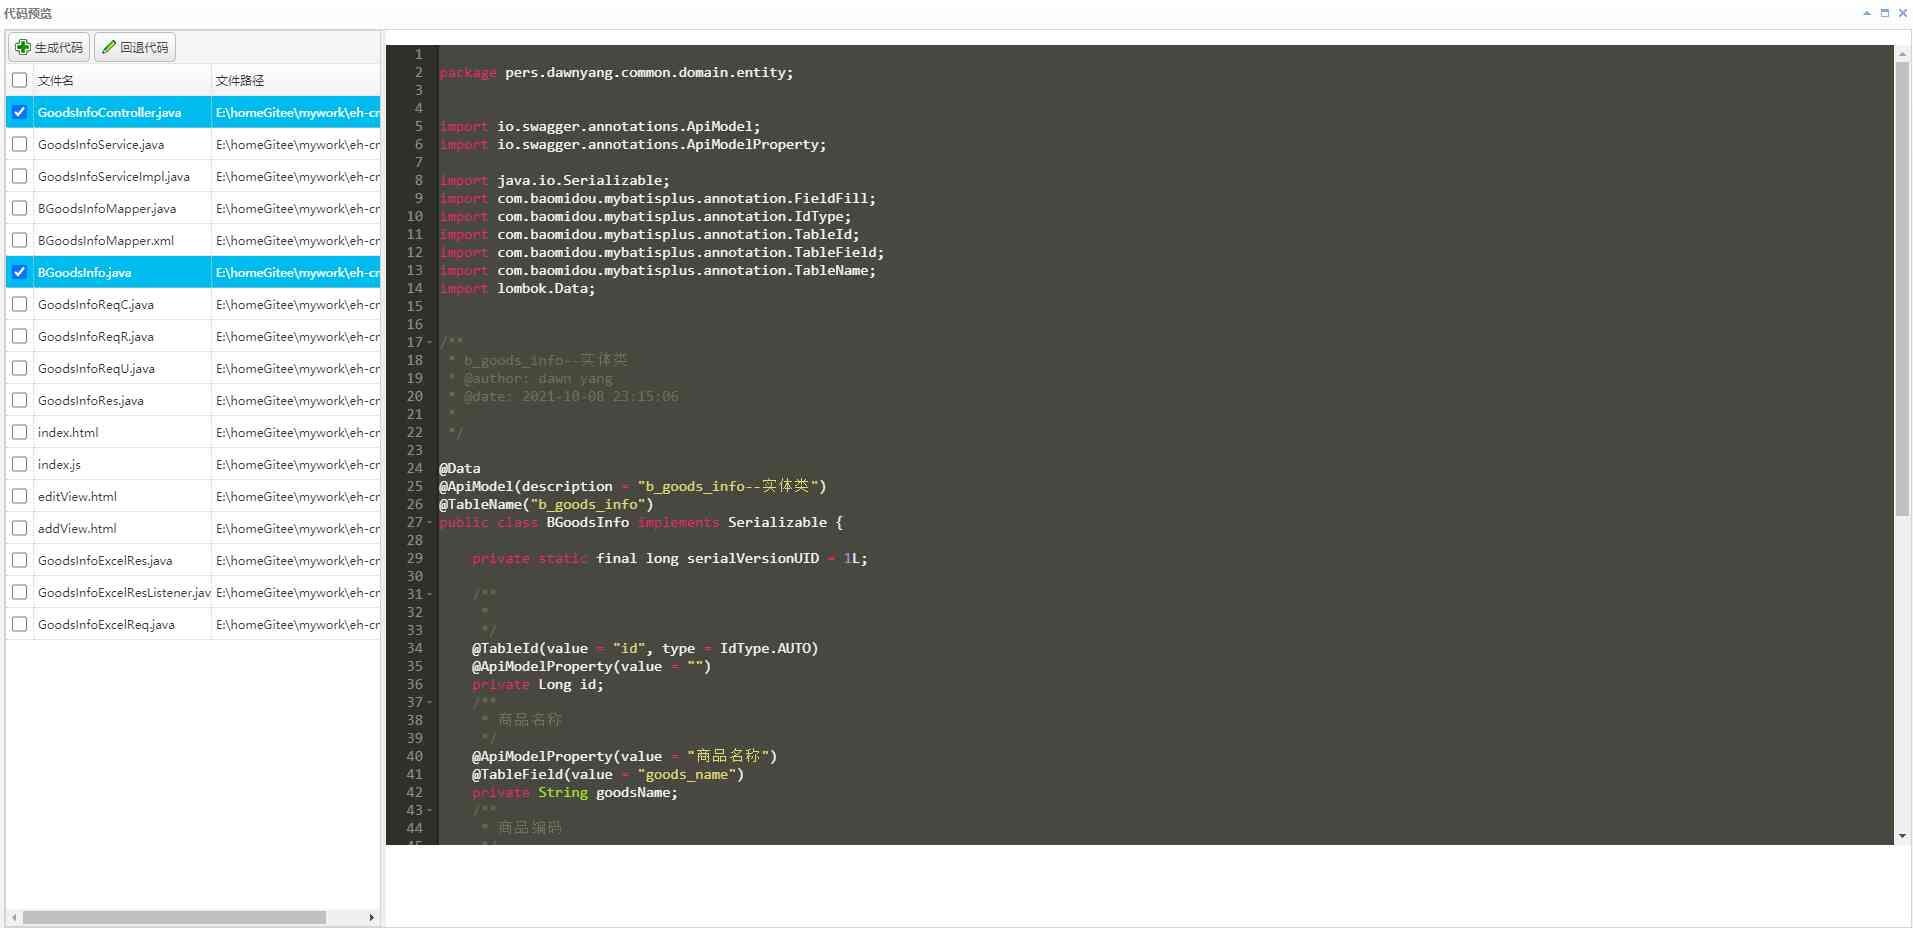 代码预览
生成代码 回退代码
文件名 文件路径
GoodsInfoController.java E:\homeGitee\mywork\eh-cr
GoodsInfoService.java E:\homeGitee\mywork\eh-cr
GoodsInfoServiceImpl.java E:\homeGitee\mywork\eh-cr
BGoodsInfoMapper.java E:\homeGitee\mywork\eh-cr
BGoodsInfoMapper.xml E:\homeGitee\mywork\eh-cr
BGoodsInfo.java E:\homeGitee\mywork\eh-cr
GoodsInfoReqC.java E:\homeGitee\mywork\eh-cr
GoodsInfoReqR.java E:\homeGitee\mywork\eh-cr
GoodsInfoReqU.java E:\homeGitee\mywork\eh-cr
GoodsInfoRes.java E:\homeGitee\mywork\eh-cr
index.html E:\homeGitee\mywork\eh-cr
index.js E:\homeGitee\mywork\eh-cr
editView.html E:\homeGitee\mywork\eh-cr
addView.html E:\homeGitee\mywork\eh-cr
GoodsInfoExcelRes.java E:\homeGitee\mywork\eh-cr
GoodsInfoExcelResListener.jav E:\homeGitee\mywork\eh-cr
GoodsInfoExcelReq.java E:\homeGitee\mywork\eh-cr
1
2 package pers.dawnyang.common.domain.entity;
3
4
5 import io.swagger.annotations.ApiModel;
6 import io.swagger.annotations.ApiModelProperty;
7
8 import java.io.Serializable;
9 import com.baomidou.mybatisplus.annotation.FieldFill;
10 import com.baomidou.mybatisplus.annotation.IdType;
11 import com.baomidou.mybatisplus.annotation.TableId;
12 import com.baomidou.mybatisplus.annotation.TableField;
13 import com.baomidou.mybatisplus.annotation.TableName;
14 import lombok.Data;
15
16
17 /**
18 * b_goods_info--实体类
19 * @author: dawn yang
20 * @date: 2021-10-08 23:15:06
21 *
22 */
23
24 @Data
25 @ApiModel(description = "b_goods_info--实体类")
26 @TableName("b_goods_info")
27 public class BGoodsInfo implements Serializable {
28
29 private static final long serialVersionUID = 1L;
30
31 /**
32 *
33 */
34 @TableId(value = "id", type = IdType.AUTO)
35 @ApiModelProperty(value = "")
36 private Long id;
37 /**
38 * 商品名称
39 */
40 @ApiModelProperty(value = "商品名称")
41 @TableField(value = "goods_name")
42 private String goodsName;
43 /**
44 * 商品编码
45 */